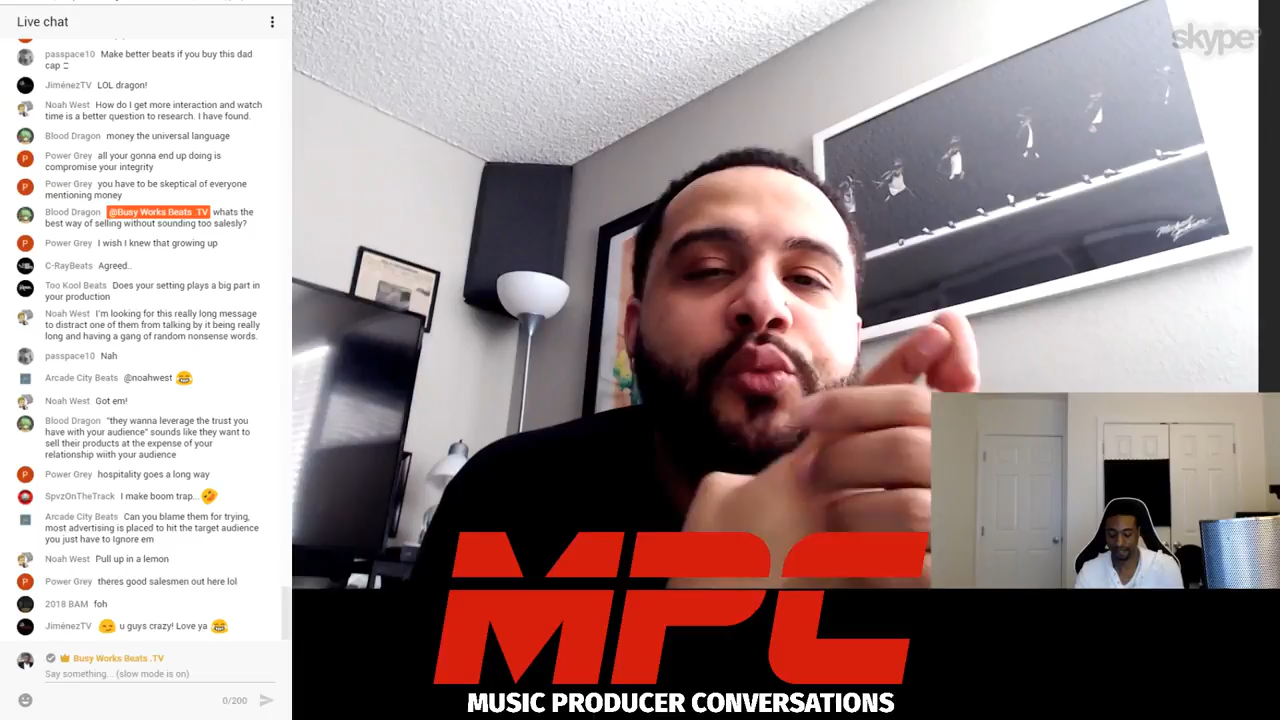 Live chat
passpace10 Make better beats if you buy this dad
cap
JiménezTV LOL dragon!
Noah West How do I get more interaction and watch
time is a better question to research. I have found.
Blood Dragon money the universal language
Power Grey all your gonna end up doing is
compromise your integrity
Power Grey you have to be skeptical of everyone
mentioning money
Blood Dragon @Busy Works Beats .TV whats the
best way of selling without sounding too salesly?
Power Grey I wish I knew that growing up
C-RayBeats Agreed..
Too Kool Beats Does your setting plays a big part in
your production
Noah West I'm looking for this really long message
to distract one of them from talking by it being really
long and having a gang of random nonsense words.
passpace10 Nah
Arcade City Beats @noahwest 😂
Noah West Got em!
Blood Dragon "they wanna leverage the trust you
have with your audience" sounds like they want to
sell their products at the expense of your
relationship wiith your audience
Power Grey hospitality goes a long way
SpvzOnTheTrack I make boom trap...🤣
Arcade City Beats Can you blame them for trying,
most advertising is placed to hit the target audience
you just have to Ignore em
Noah West Pull up in a lemon
Power Grey theres good salesmen out here lol
2018 BAM foh
JiménezTV 😏 u guys crazy! Love ya 😂
Busy Works Beats .TV
Say something... (slow mode is on)
0/200
P
P
P
P
P
skype
MPC
MUSIC PRODUCER CONVERSATIONS